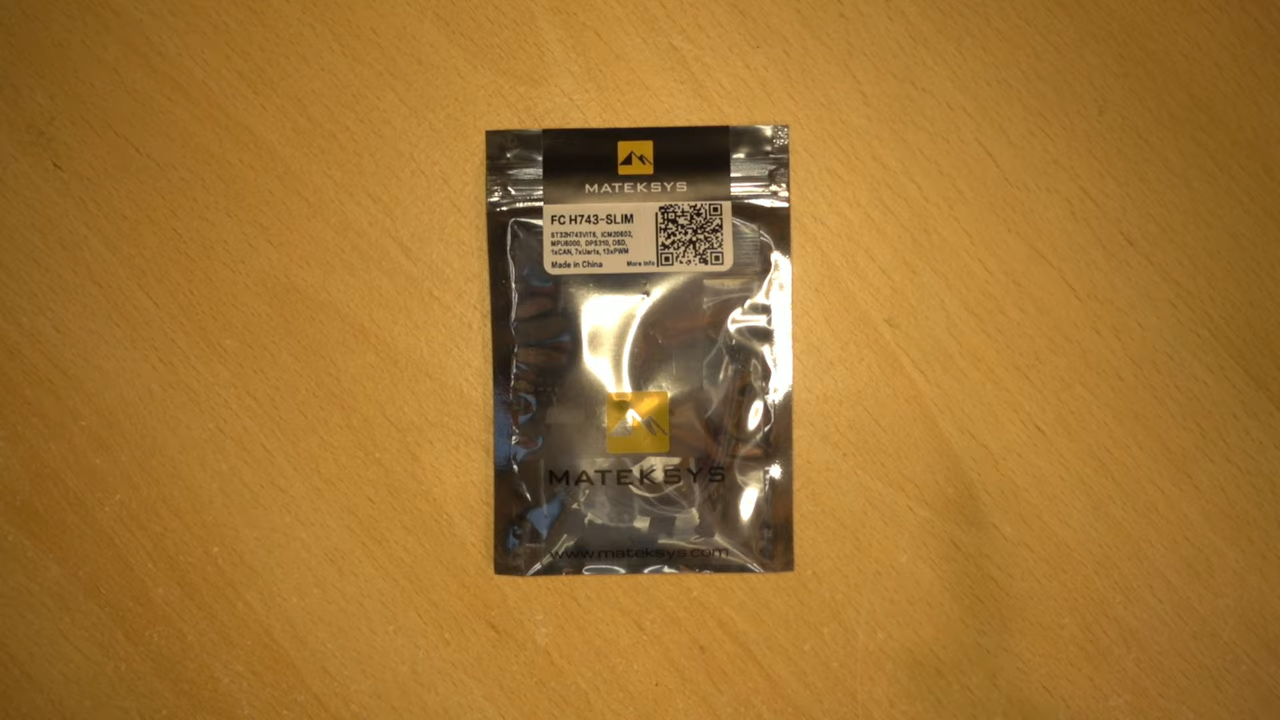 MATEKSYS
FC H743-SLIM
ST32H743VIT6, ICM20602,
MPU6000, DPS310, OSD,
1xCAN, 7xUarts, 13xPWM
Made in China
More info
MATEKSYS
www.mateksys.com